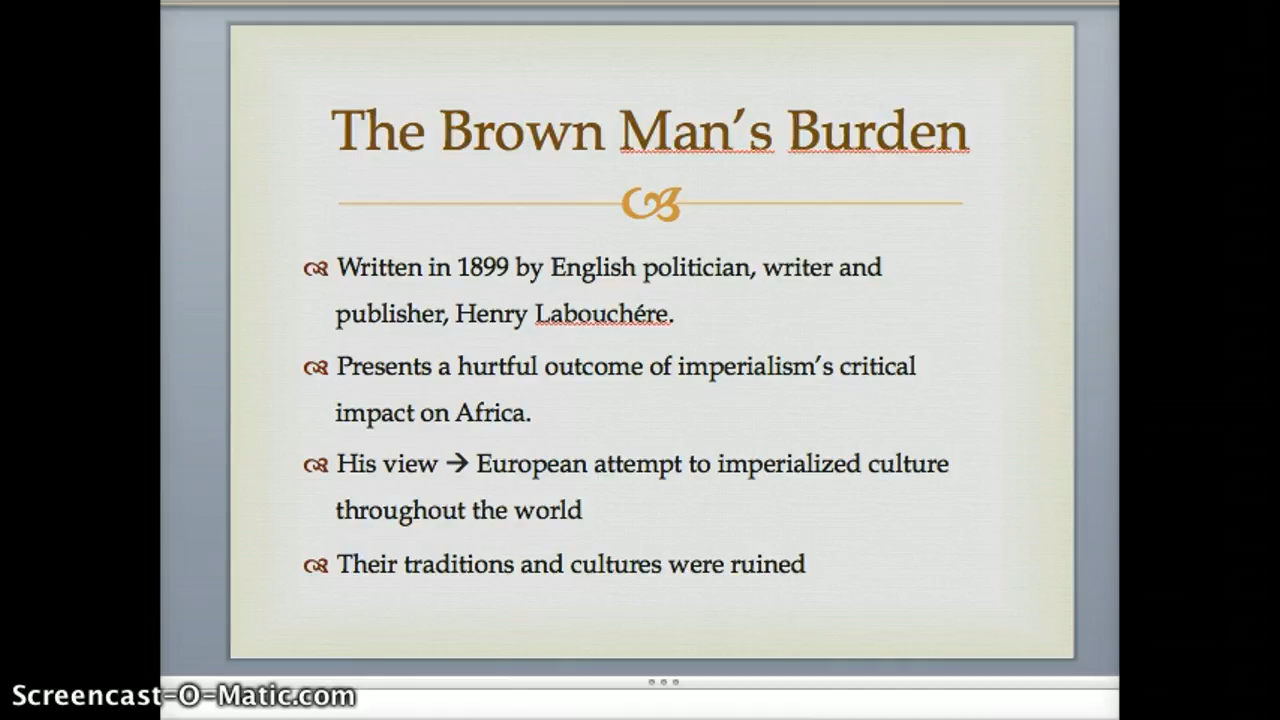 The Brown Man's Burden
Written in 1899 by English politician, writer and
publisher, Henry Labouchére.
Presents a hurtful outcome of imperialism's critical
impact on Africa.
His view → European attempt to imperialized culture
throughout the world
Their traditions and cultures were ruined
Screencast-O-Matic.com